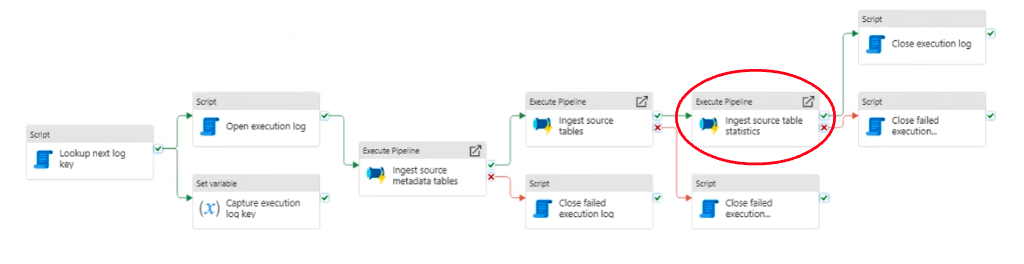 Script
Lookup next log
key
Script
Open execution log
Set variable
(x)
Capture execution
log key
Execute Pipeline
Ingest source
metadata tables
Execute Pipeline
Ingest source
tables
Script
Close failed
execution log
Execute Pipeline
Ingest source table
statistics
Script
Close failed
execution...
Script
Close execution log
Script
Close failed
execution...